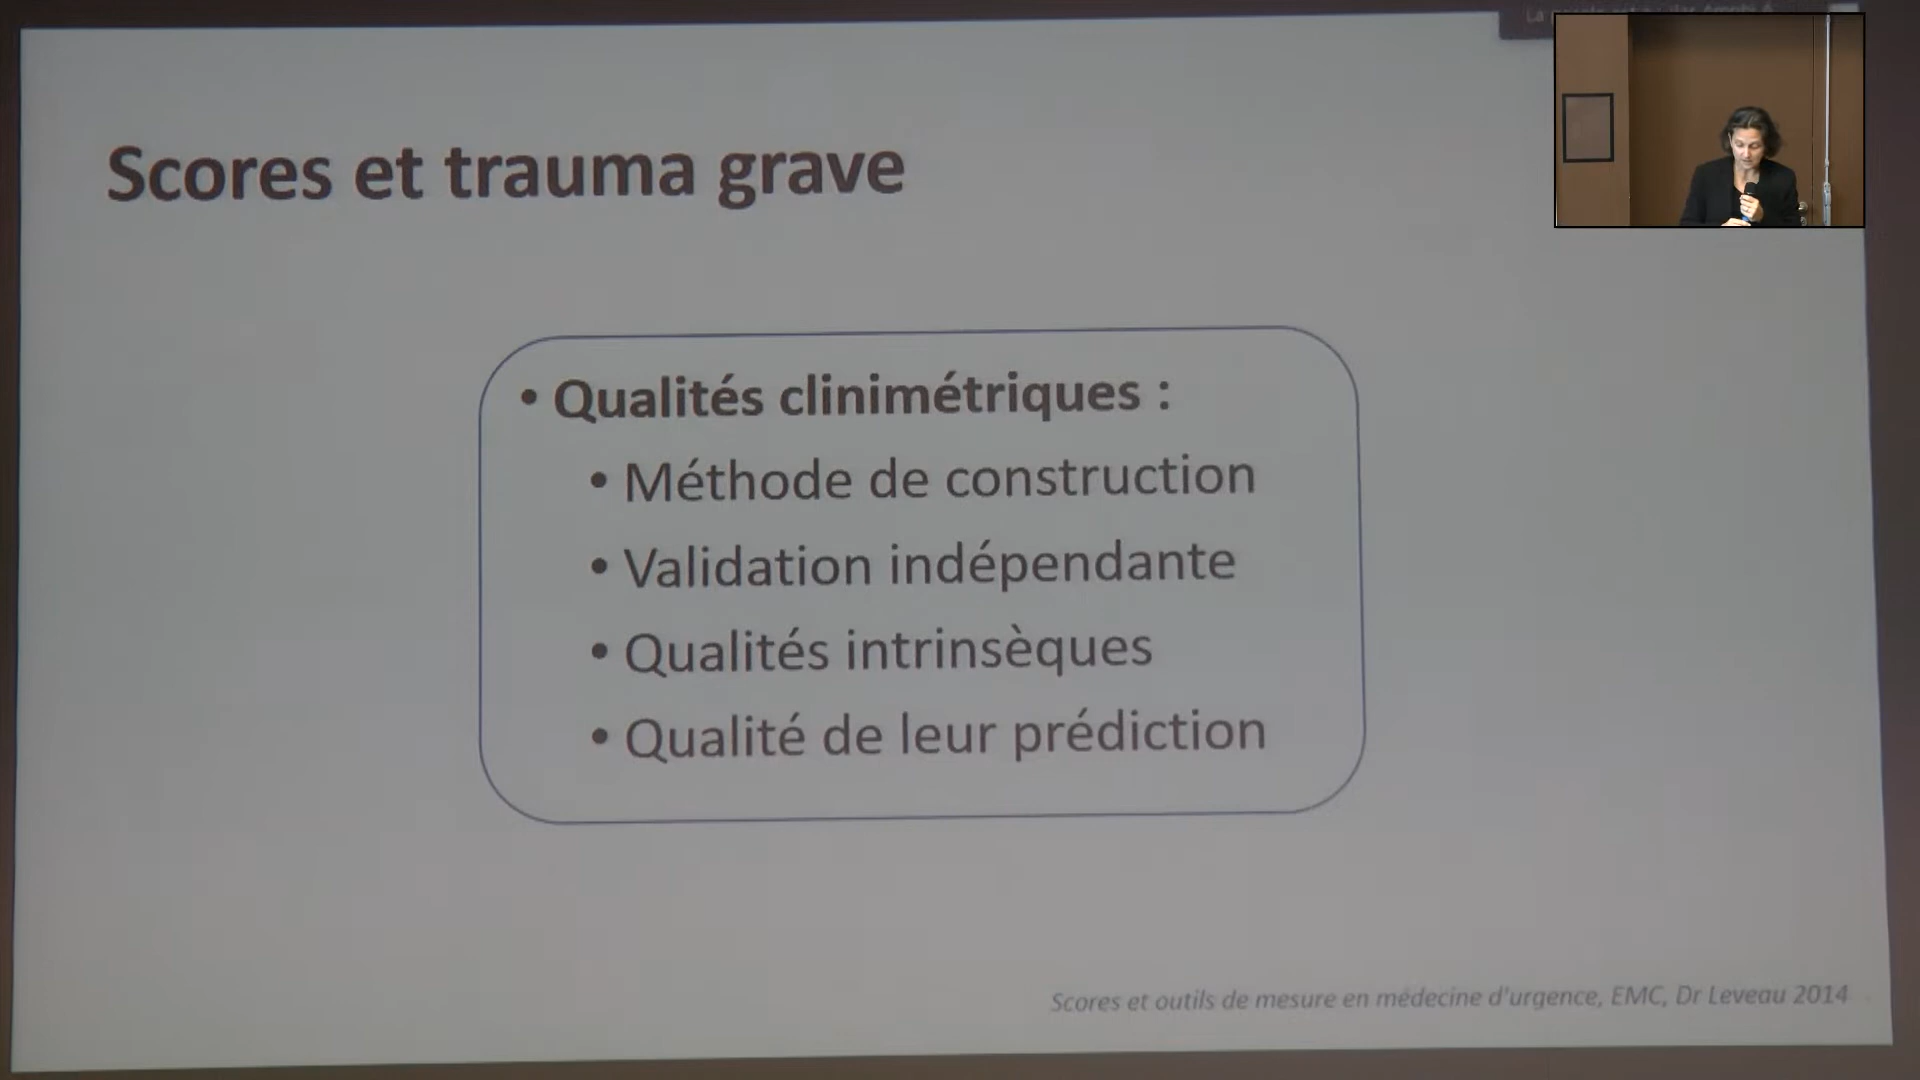 Scores et trauma grave
• Qualités clinimétriques :
• Méthode de construction
• Validation indépendante
• Qualités intrinsèques
• Qualité de leur prédiction
Scores et outils de mesure en médecine d'urgence, EMC, Dr Leveau 2014